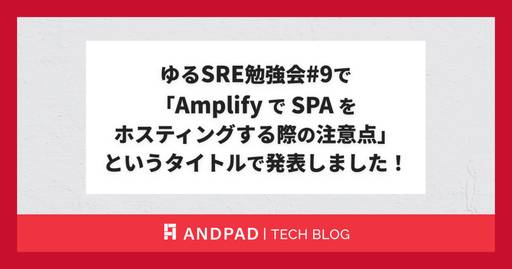 ゆるSRE勉強会#9で
「Amplify で SPA を
ホスティングする際の注意点」
というタイトルで発表しました！
ANDPAD | TECH BLOG